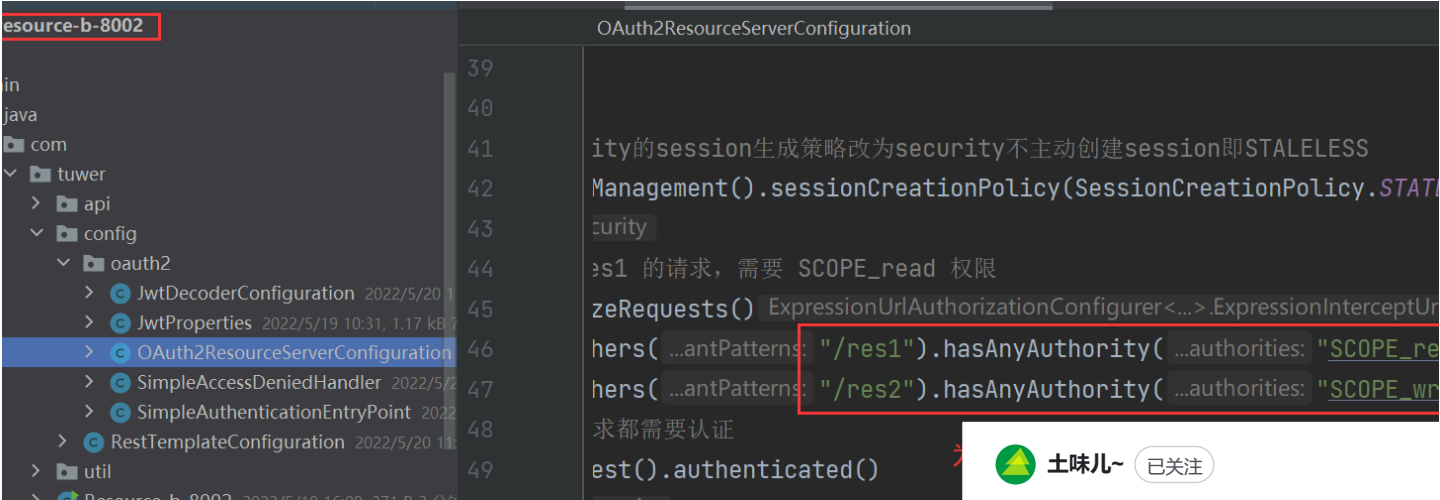 esource-b-8002
OAuth2ResourceServerConfiguration
in
java
com
tuwer
api
config
oauth2
JwtDecoderConfiguration 2022/5/20 1
JwtProperties 2022/5/19 10:31, 1.17 kB 7
OAuth2ResourceServerConfiguration
SimpleAccessDeniedHandler 2022/5/2
SimpleAuthenticationEntryPoint 2022
RestTemplateConfiguration 2022/5/20 11:
util
39
40
41 ity的session生成策略改为security不主动创建session即STALELESS
42 Management().sessionCreationPolicy(SessionCreationPolicy.STATE
43 curity
44 es1 的请求，需要 SCOPE_read 权限
45 zeRequests() ExpressionUrlAuthorizationConfigurer<...>.ExpressionInterceptUr
46 hers( ...antPatterns: "/res1").hasAnyAuthority( ...authorities: "SCOPE_re
47 hers( ...antPatterns: "/res2").hasAnyAuthority( ...authorities: "SCOPE_wr
48 求都需要认证
49 est().authenticated()
土味儿~ 已关注